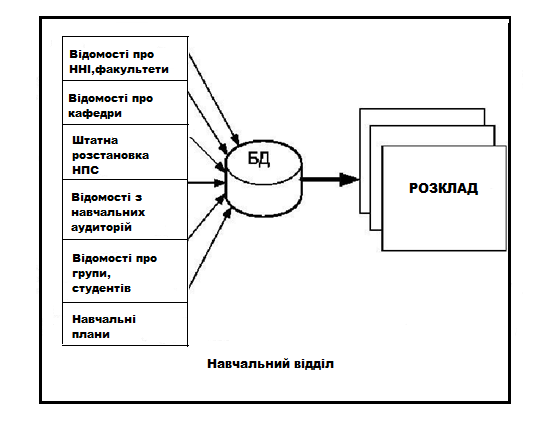 Відомості про
ННІ,факультети
Відомості про
кафедри
Штатна
розстановка
НПС
Відомості з
навчальних
аудиторій
Відомості про
групи,
студентів
Навчальні
плани
БД
РОЗКЛАД
Навчальний відділ